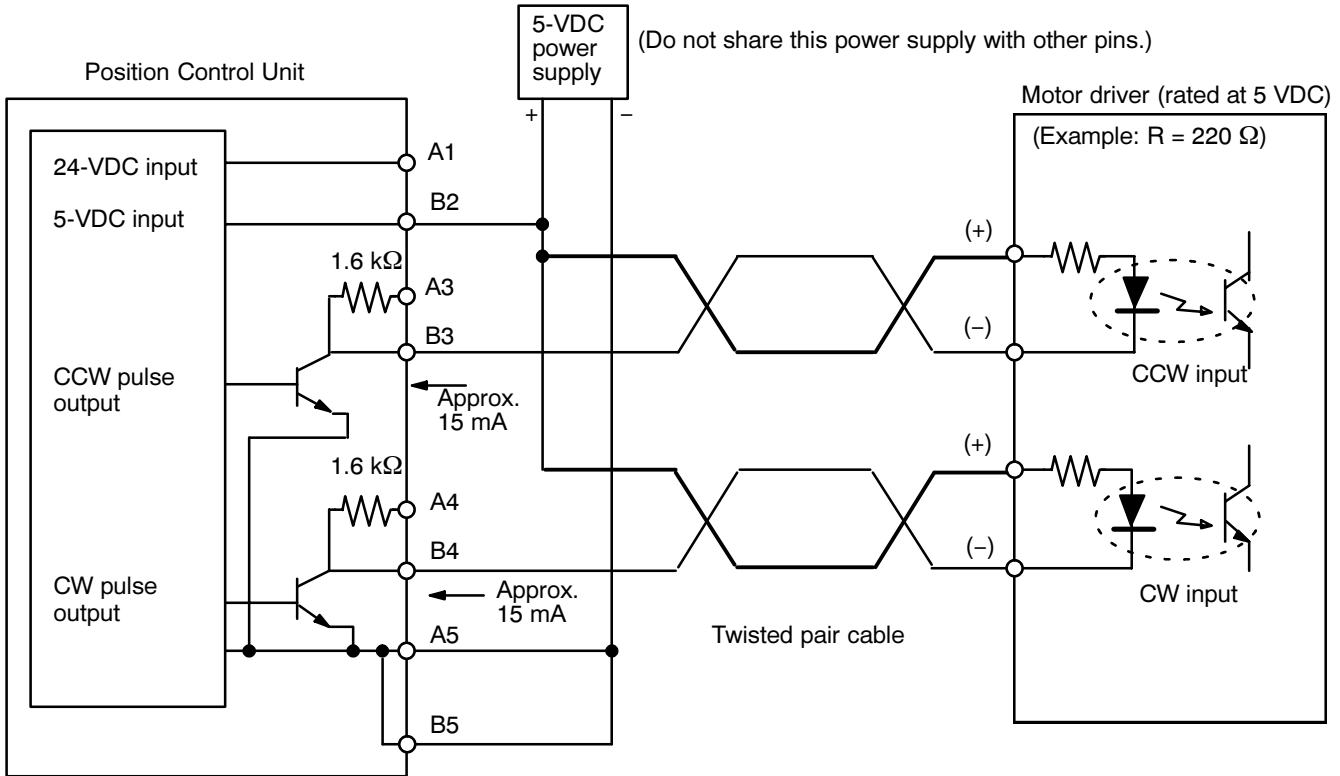 5-VDC
power
supply
(Do not share this power supply with other pins.)
Position Control Unit
+
−
Motor driver (rated at 5 VDC)
(Example: R = 220 Ω)
24-VDC input
A1
5-VDC input
B2
1.6 kΩ
A3
B3
(+)
(−)
CCW input
CCW pulse
output
Approx.
15 mA
1.6 kΩ
A4
B4
(+)
(−)
CW input
CW pulse
output
Approx.
15 mA
A5
Twisted pair cable
B5